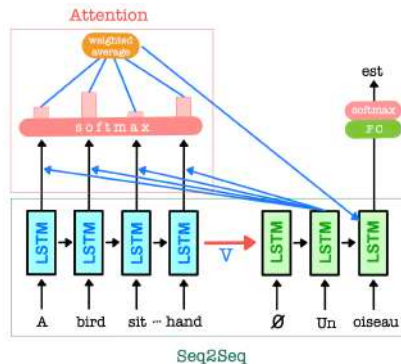 Attention
weighted
average
softmax
est
softmax
FC
LSTM LSTM LSTM LSTM V LSTM LSTM LSTM
A bird sit ... hand Ø Un oiseau
Seq2Seq